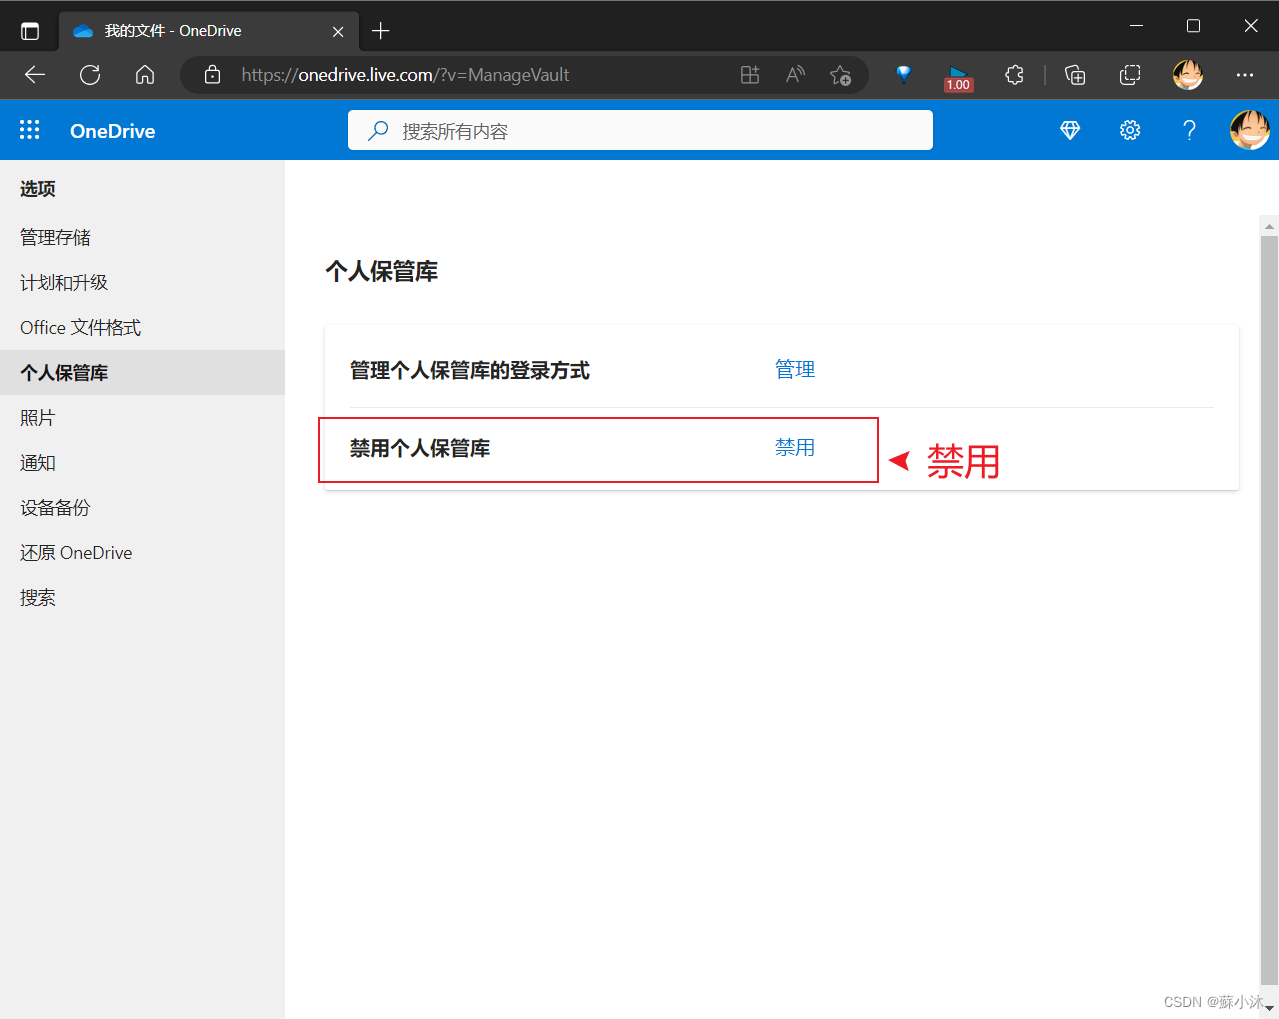 我的文件 - OneDrive
https://onedrive.live.com/?v=ManageVault
1.00
OneDrive
搜索所有内容
选项
管理存储
计划和升级
Office 文件格式
个人保管库
照片
通知
设备备份
还原 OneDrive
搜索
个人保管库
管理个人保管库的登录方式 管理
禁用个人保管库 禁用
禁用
CSDN @蘇小沐